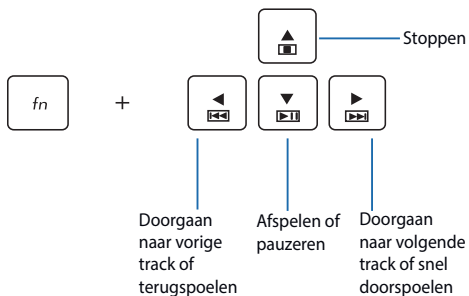 Stoppen
fn
+
Doorgaan
naar vorige
track of
terugspoelen
Afspelen of
pauzeren
Doorgaan
naar volgende
track of snel
doorspoelen